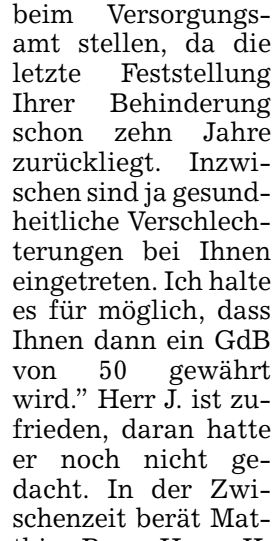 beim Versorgungs-
amt stellen, da die
letzte Feststellung
Ihrer Behinderung
schon zehn Jahre
zurückliegt. Inzwi-
schen sind ja gesund-
heitliche Verschlech-
terungen bei Ihnen
eingetreten. Ich halte
es für möglich, dass
Ihnen dann ein GdB
von 50 gewährt
wird.” Herr J. ist zu-
frieden, daran hatte
er noch nicht ge-
dacht. In der Zwi-
schenzeit berät Mat-